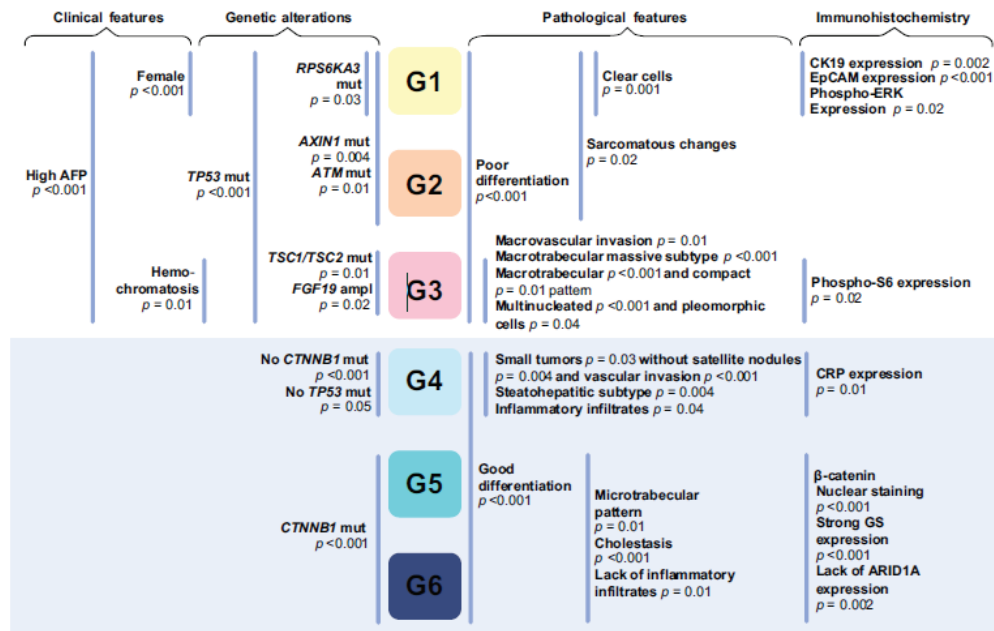 Clinical features
Genetic alterations
Pathological features
Immunohistochemistry
High AFP
p <0.001
Female
p <0.001
Hemo-
chromatosis
p = 0.01
TP53 mut
p <0.001
RPS6KA3
mut
p = 0.03
AXIN1 mut
p = 0.004
ATM mut
p = 0.01
TSC1/TSC2 mut
p = 0.01
FGF19 ampl
p = 0.02
No CTNNB1 mut
p <0.001
No TP53 mut
p = 0.05
CTNNB1 mut
p <0.001
G1
G2
G3
G4
G5
G6
Poor
differentiation
p<0.001
Clear cells
p = 0.001
Sarcomatous changes
p = 0.02
Macrovascular invasion p = 0.01
Macrotrabecular massive subtype p <0.001
Macrotrabecular p <0.001 and compact
p = 0.01 pattern
Multinucleated p <0.001 and pleomorphic
cells p = 0.04
Small tumors p = 0.03 without satellite nodules
p = 0.004 and vascular invasion p <0.001
Steatohepatitic subtype p = 0.004
Inflammatory infiltrates p = 0.04
Good
differentiation
p <0.001
Microtrabecular
pattern
p = 0.01
Cholestasis
p <0.001
Lack of inflammatory
infiltrates p = 0.01
CK19 expression p = 0.002
EpCAM expression p <0.001
Phospho-ERK
Expression p = 0.02
Phospho-S6 expression
p = 0.02
CRP expression
p = 0.01
β-catenin
Nuclear staining
p <0.001
Strong GS
expression
p <0.001
Lack of ARID1A
expression
p = 0.002